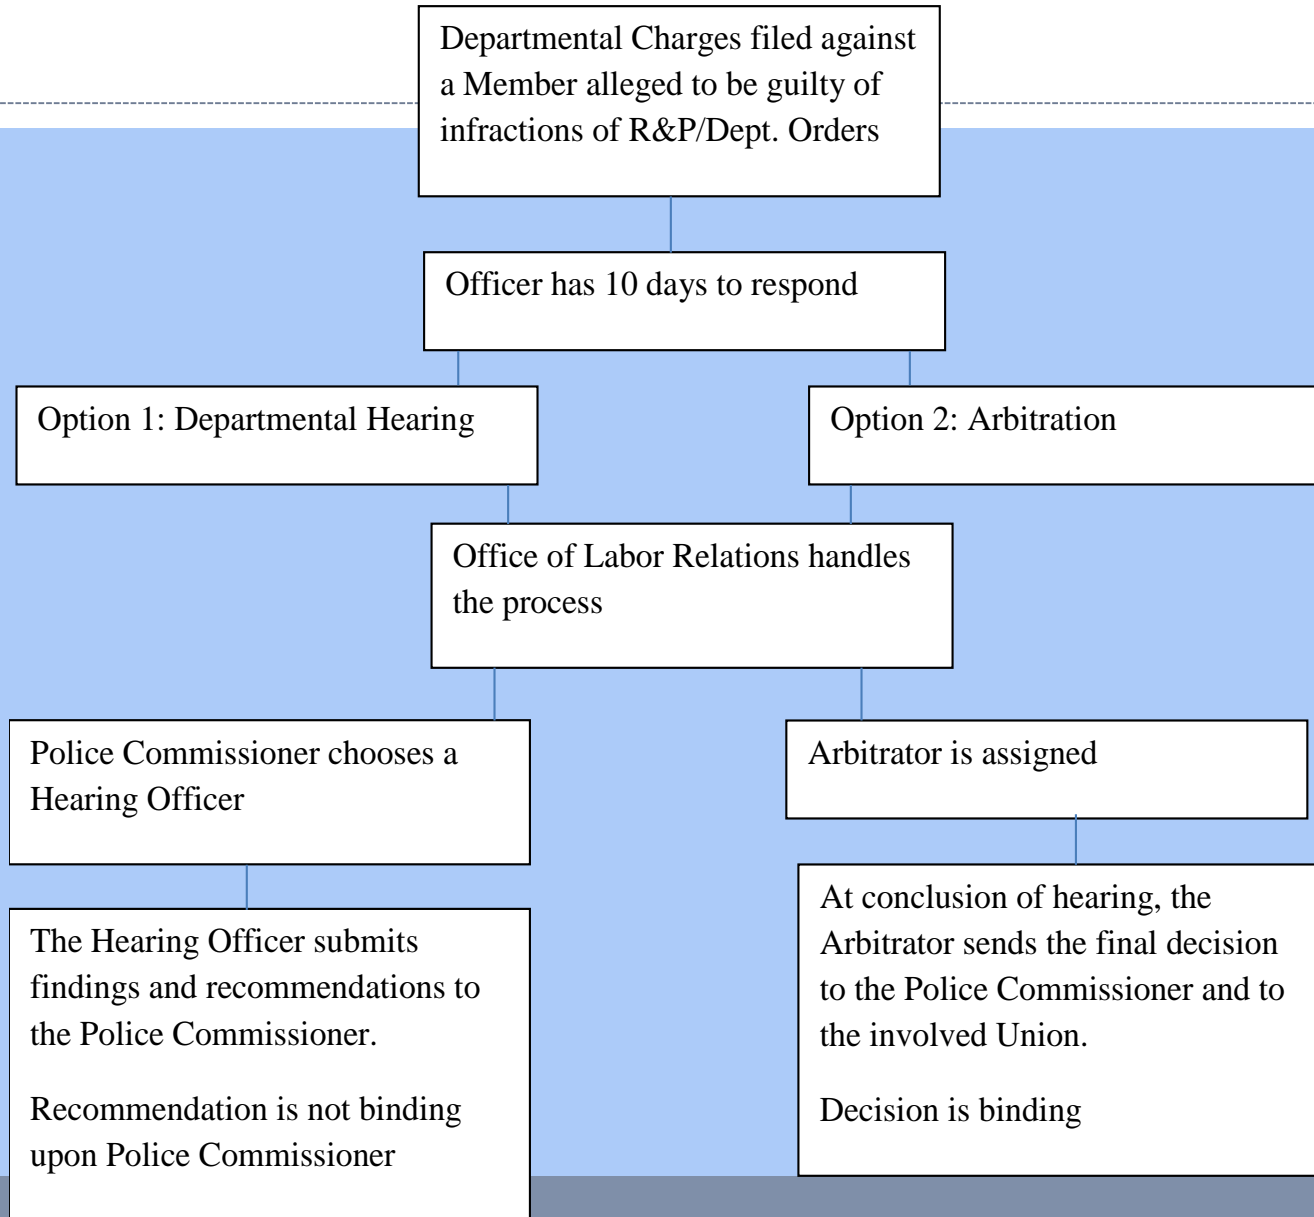 Departmental Charges filed against
a Member alleged to be guilty of
infractions of R&P/Dept. Orders
Officer has 10 days to respond
Option 1: Departmental Hearing
Option 2: Arbitration
Office of Labor Relations handles
the process
Police Commissioner chooses a
Hearing Officer
Arbitrator is assigned
The Hearing Officer submits
findings and recommendations to
the Police Commissioner.
Recommendation is not binding
upon Police Commissioner
At conclusion of hearing, the
Arbitrator sends the final decision
to the Police Commissioner and to
the involved Union.
Decision is binding